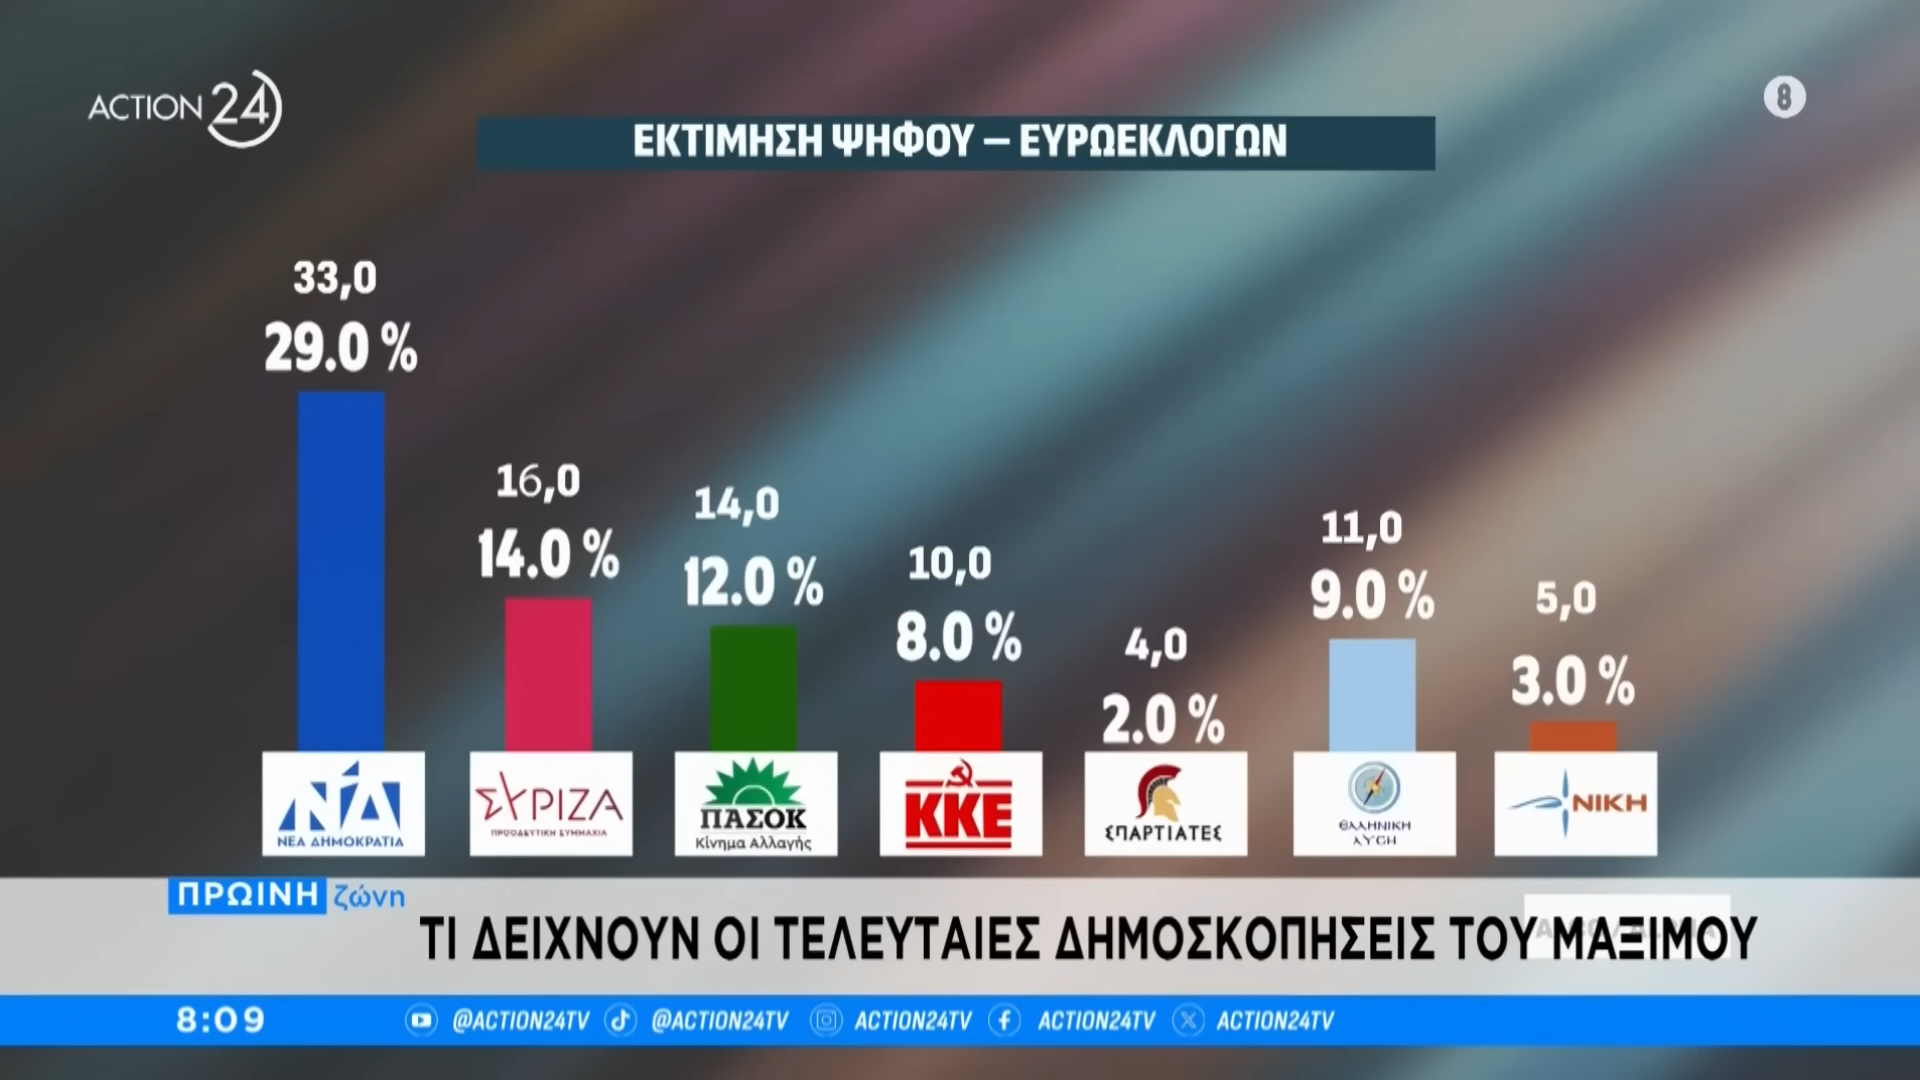 ACTION 24
8
ΕΚΤΙΜΗΣΗ ΨΗΦΟΥ – ΕΥΡΩΕΚΛΟΓΩΝ
33,0
29.0 %
16,0
14.0 %
14,0
12.0 %
10,0
8.0 %
4,0
2.0 %
11,0
9.0 %
5,0
3.0 %
ΝΔ
ΝΕΑ ΔΗΜΟΚΡΑΤΙΑ
ΣΥΡΙΖΑ
ΠΡΟΟΔΕΥΤΙΚΗ ΣΥΜΜΑΧΙΑ
ΠΑΣΟΚ
Κίνημα Αλλαγής
ΚΚΕ
ΣΠΑΡΤΙΑΤΕΣ
ΕΛΛΗΝΙΚΗ
ΛΥΣΗ
ΝΙΚΗ
ΠΡΩΙΝΗ ζώνη
ΤΙ ΔΕΙΧΝΟΥΝ ΟΙ ΤΕΛΕΥΤΑΙΕΣ ΔΗΜΟΣΚΟΠΗΣΕΙΣ ΤΟΥ ΜΑΞΙΜΟΥ
8:09 @ACTION24TV @ACTION24TV ACTION24TV ACTION24TV ACTION24TV